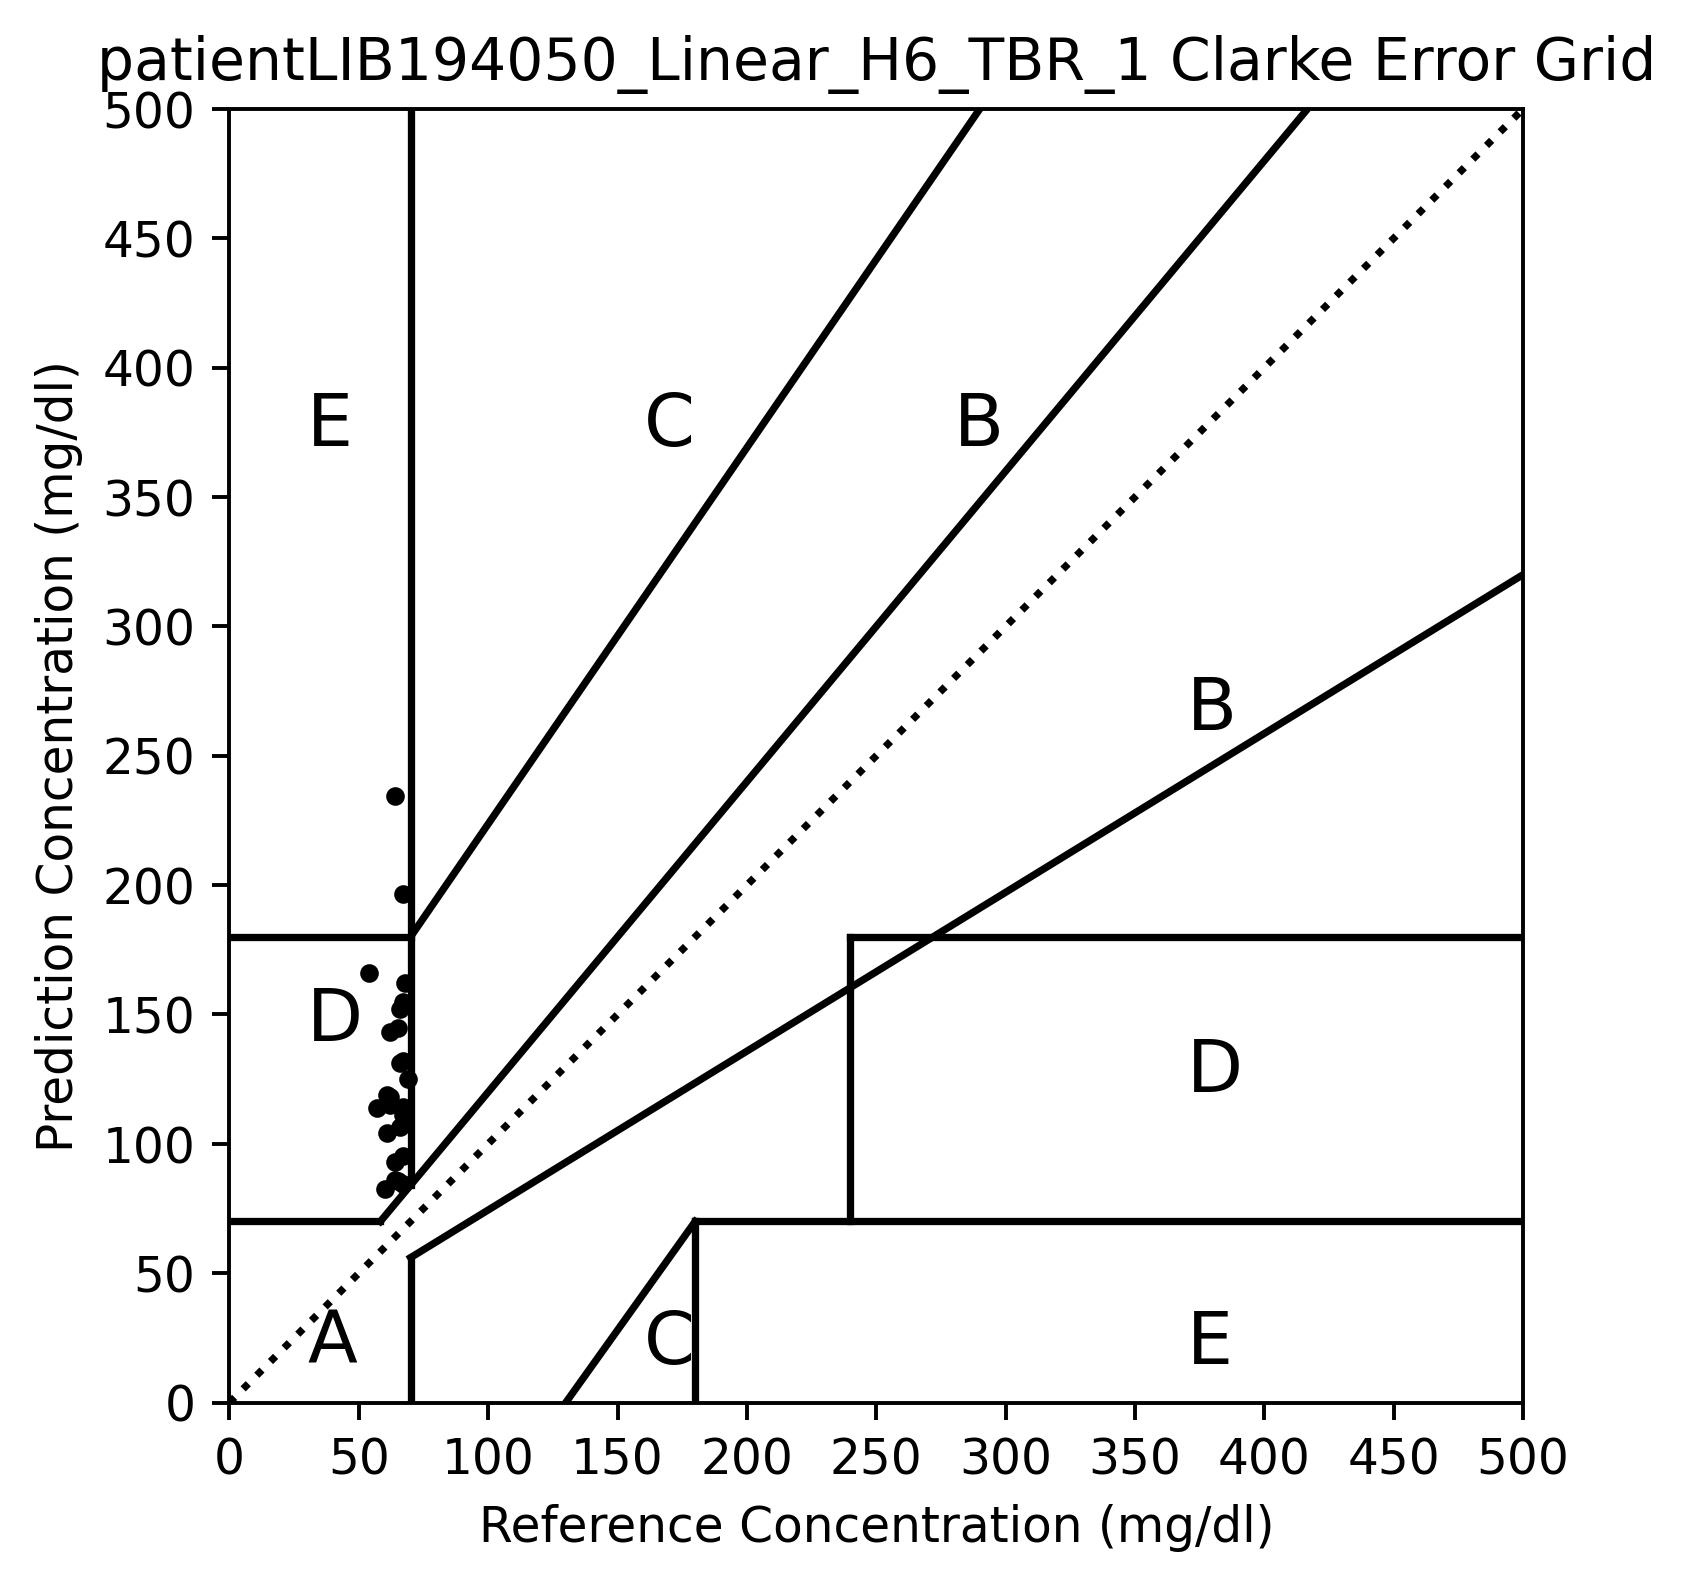 patientLIB194050_Linear_H6_TBR_1 Clarke Error Grid
500
450
400
350
300
250
200
150
100
50
0
Prediction Concentration (mg/dl)
E
C
B
B
D
D
A
C
E
0 50 100 150 200 250 300 350 400 450 500
Reference Concentration (mg/dl)